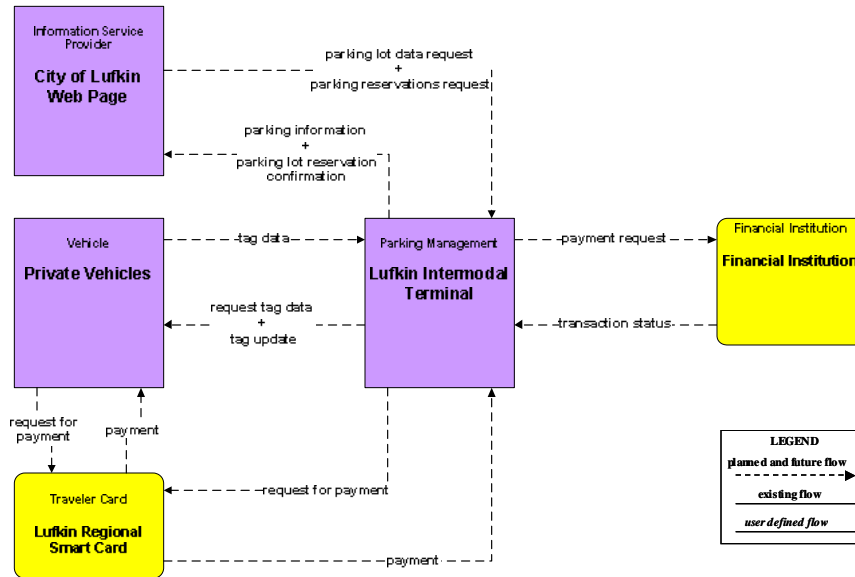 Information Service
Provider
City of Lufkin
Web Page
parking lot data request
+
parking reservations request
parking information
+
parking lot reservation
confirmation
Vehicle
Private Vehicles
tag data
Parking Management
Lufkin Intermodal
Terminal
payment request
Financial Institution
Financial Institution
request tag data
+
tag update
transaction status
request for
payment
payment
Traveler Card
Lufkin Regional
Smart Card
request for payment
payment
LEGEND
planned and future flow
existing flow
user defined flow